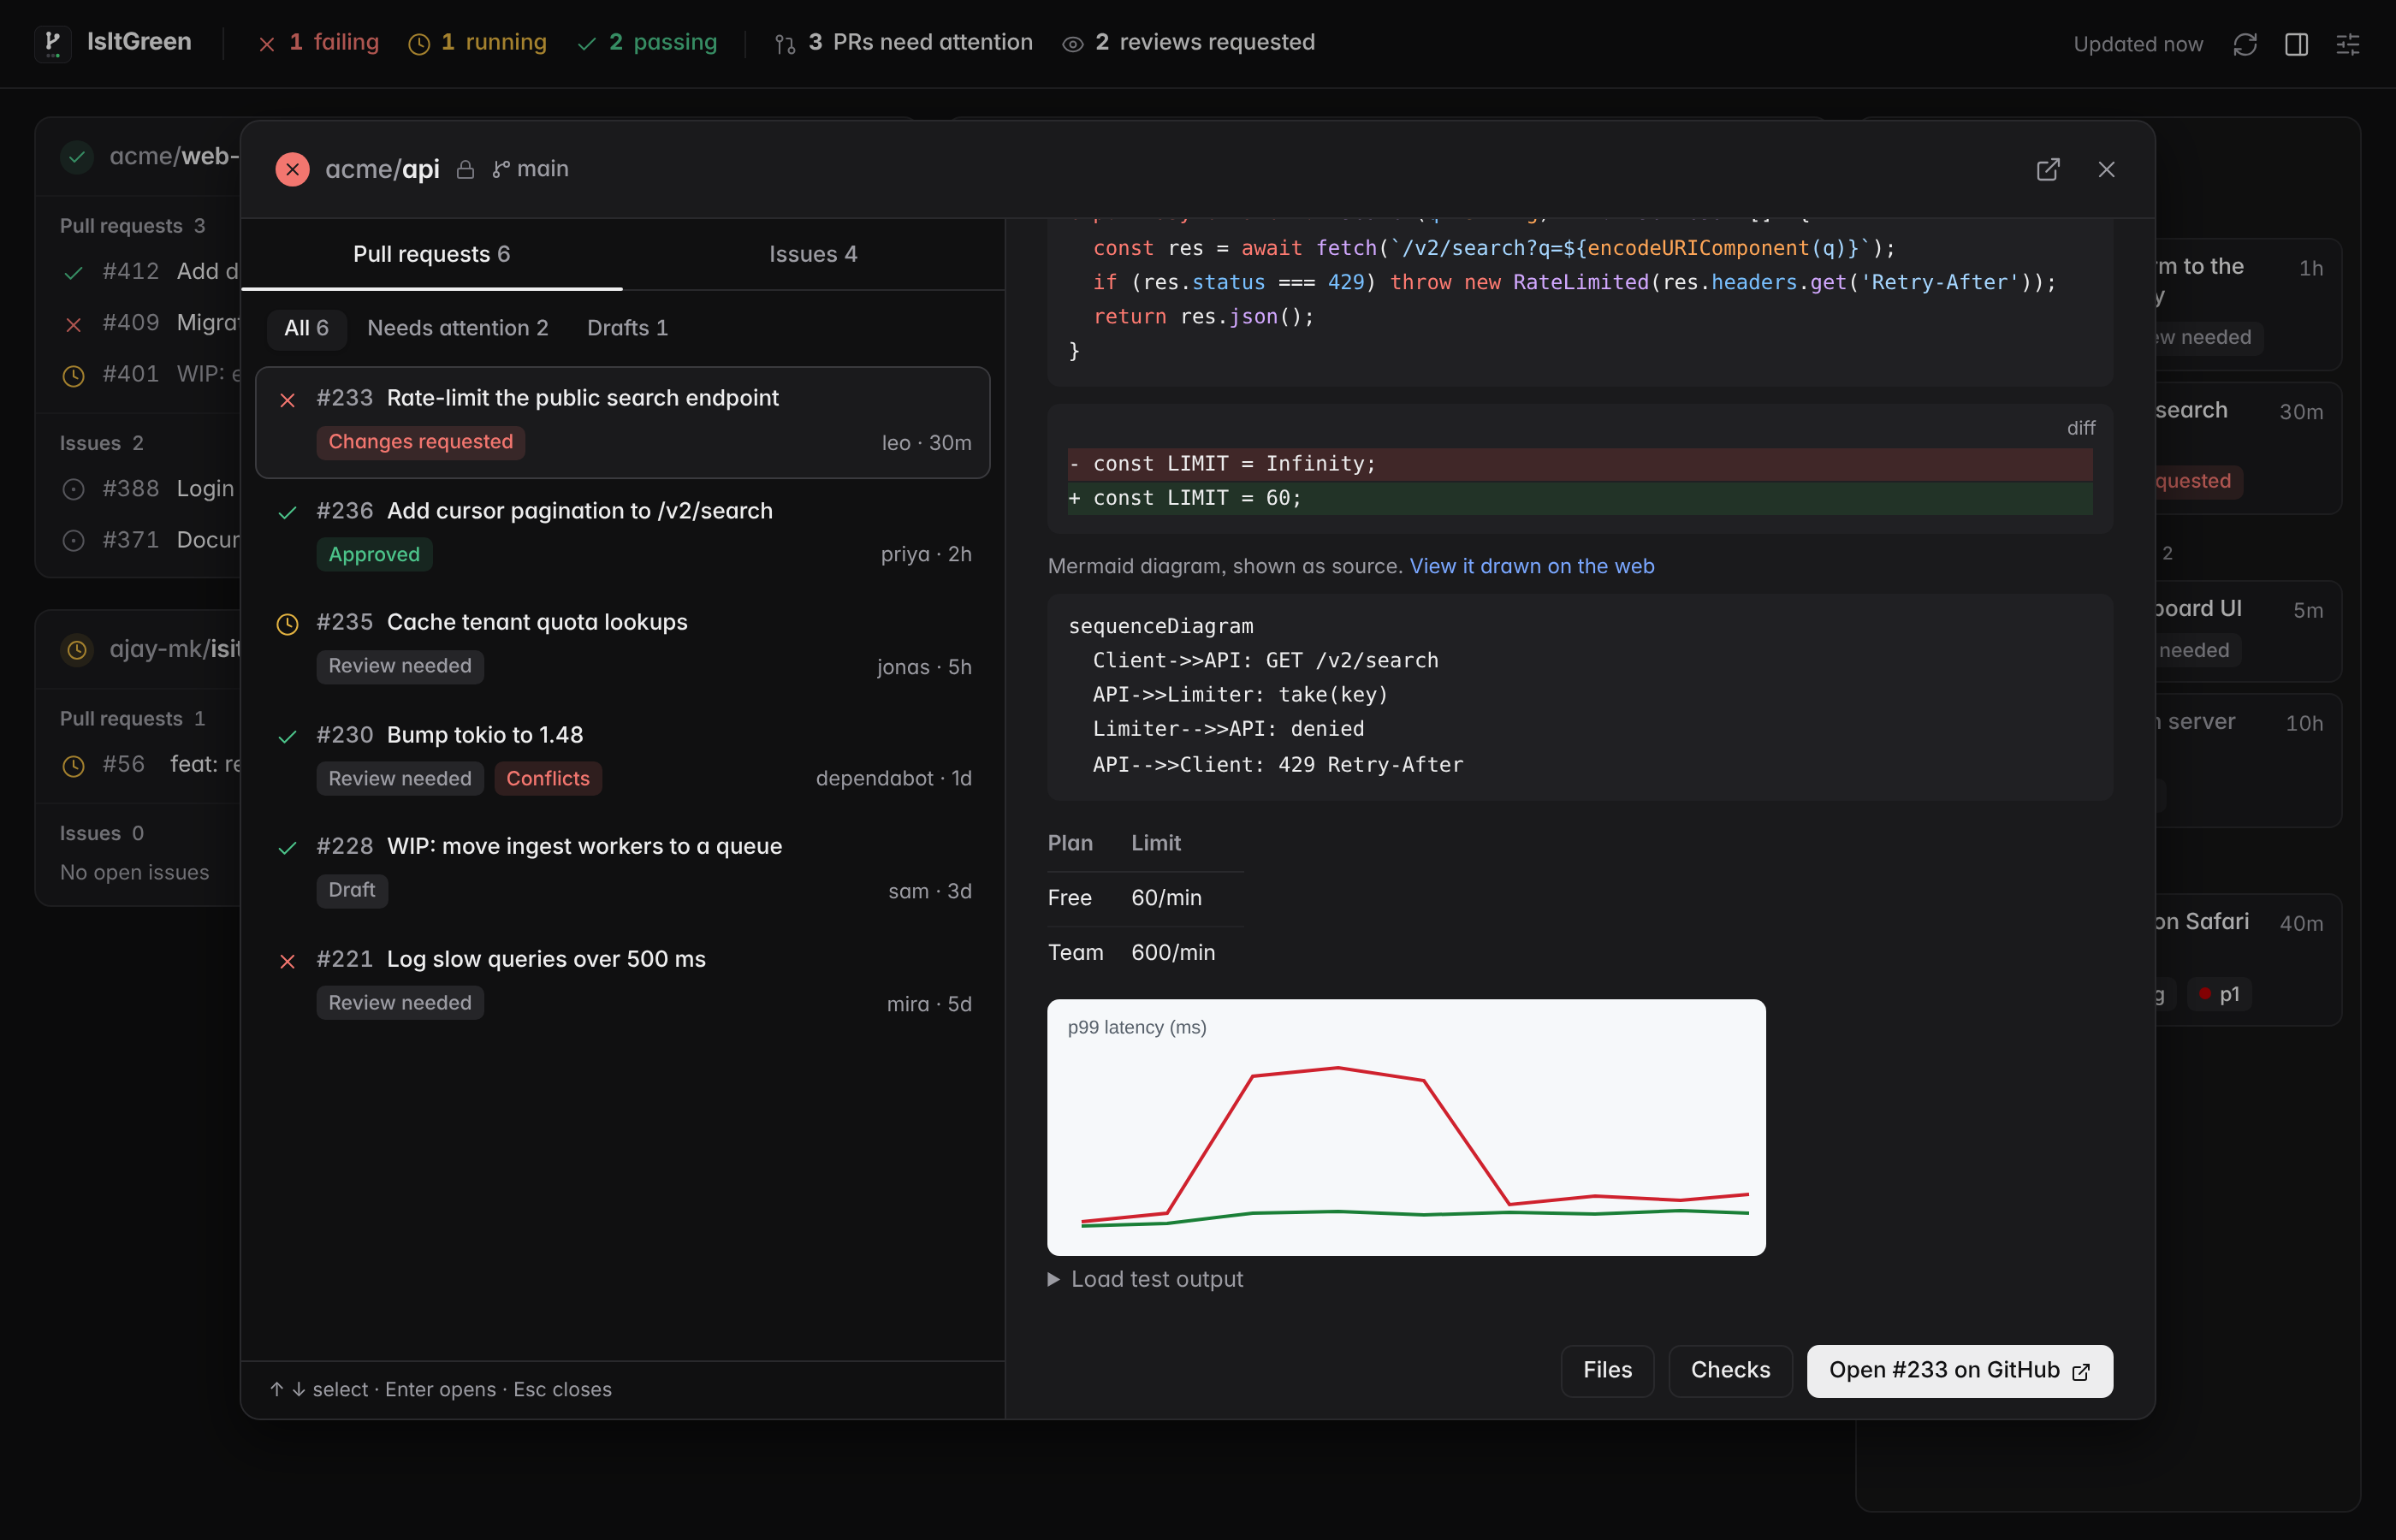 IsItGreen
1 failing
1 running
2 passing
3 PRs need attention
2 reviews requested
Updated now
acme/web-
Pull requests 3
#412 Add d
#409 Migrat
#401 WIP: e
Issues 2
#388 Login
#371 Docur
ajay-mk/isit
Pull requests 1
#56 feat: re
Issues 0
No open issues
acme/api
main
Pull requests 6
Issues 4
All 6
Needs attention 2
Drafts 1
#233 Rate-limit the public search endpoint
Changes requested
leo · 30m
#236 Add cursor pagination to /v2/search
Approved
priya · 2h
#235 Cache tenant quota lookups
Review needed
jonas · 5h
#230 Bump tokio to 1.48
Review needed
Conflicts
dependabot · 1d
#228 WIP: move ingest workers to a queue
Draft
sam · 3d
#221 Log slow queries over 500 ms
Review needed
mira · 5d
↑ ↓ select · Enter opens · Esc closes
const res = await fetch(`/v2/search?q=${encodeURIComponent(q)}`);
if (res.status === 429) throw new RateLimited(res.headers.get('Retry-After'));
return res.json();
}
diff
- const LIMIT = Infinity;
+ const LIMIT = 60;
Mermaid diagram, shown as source. View it drawn on the web
sequenceDiagram
Client->>API: GET /v2/search
API->>Limiter: take(key)
Limiter-->>API: denied
API-->>Client: 429 Retry-After
Plan Limit
Free 60/min
Team 600/min
p99 latency (ms)
Load test output
Files
Checks
Open #233 on GitHub
rm to the
1h
y
ew needed
search
30m
quested
2
board UI
5m
needed
n server
10h
on Safari
40m
g
p1